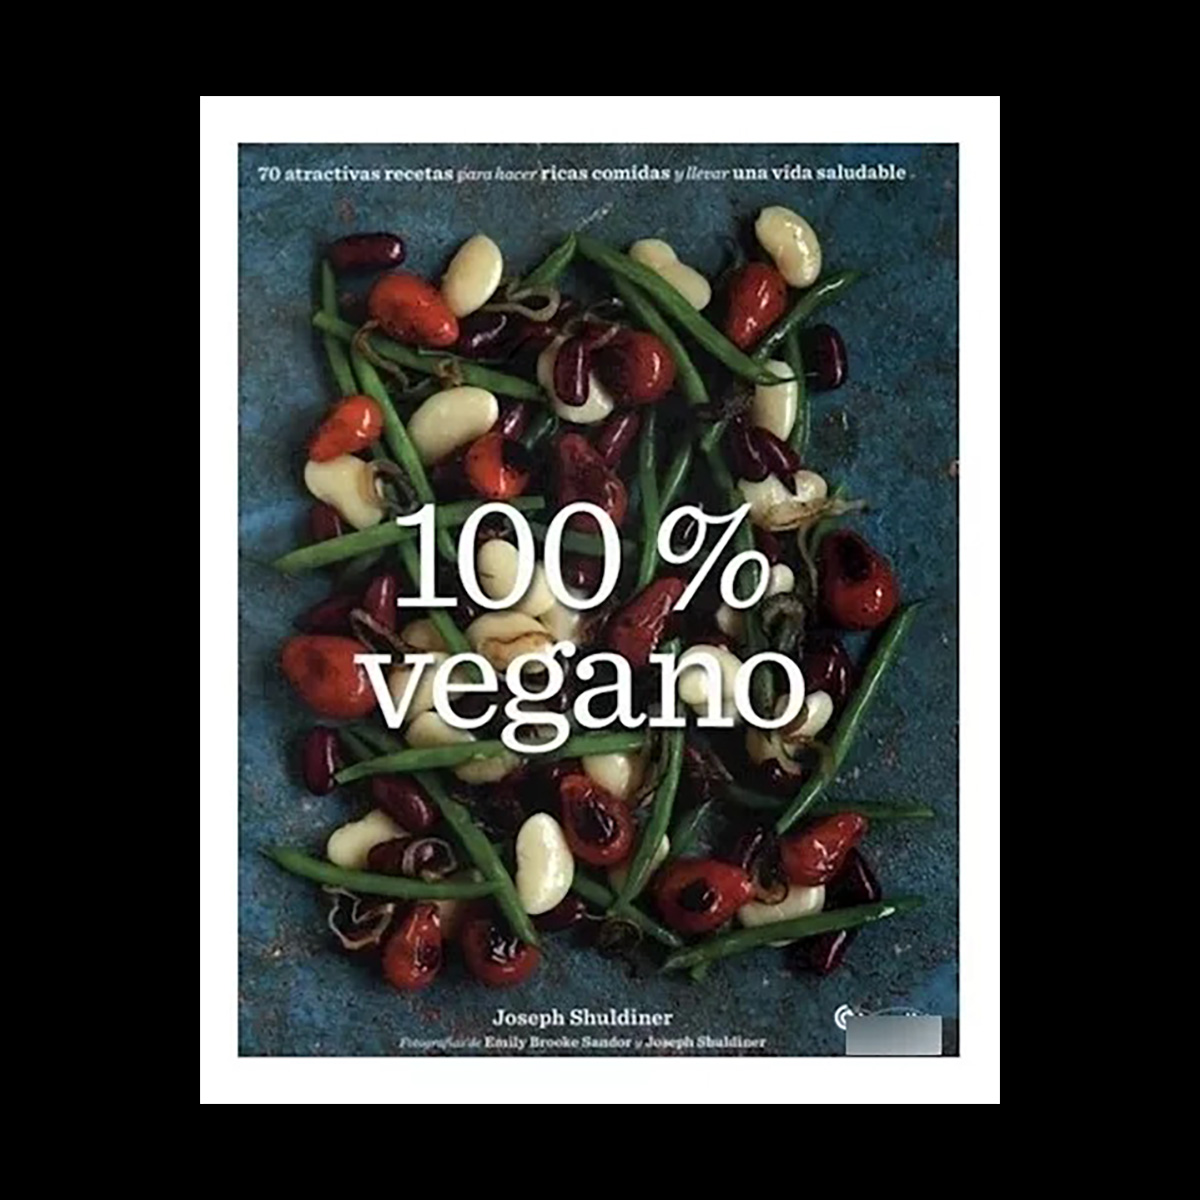 70 atractivas recetas para hacer ricas comidas y llevar una vida saludable
100 %
vegano
Joseph Shuldiner
Fotografías de Emily Brooke Sandor y Joseph Shuldiner